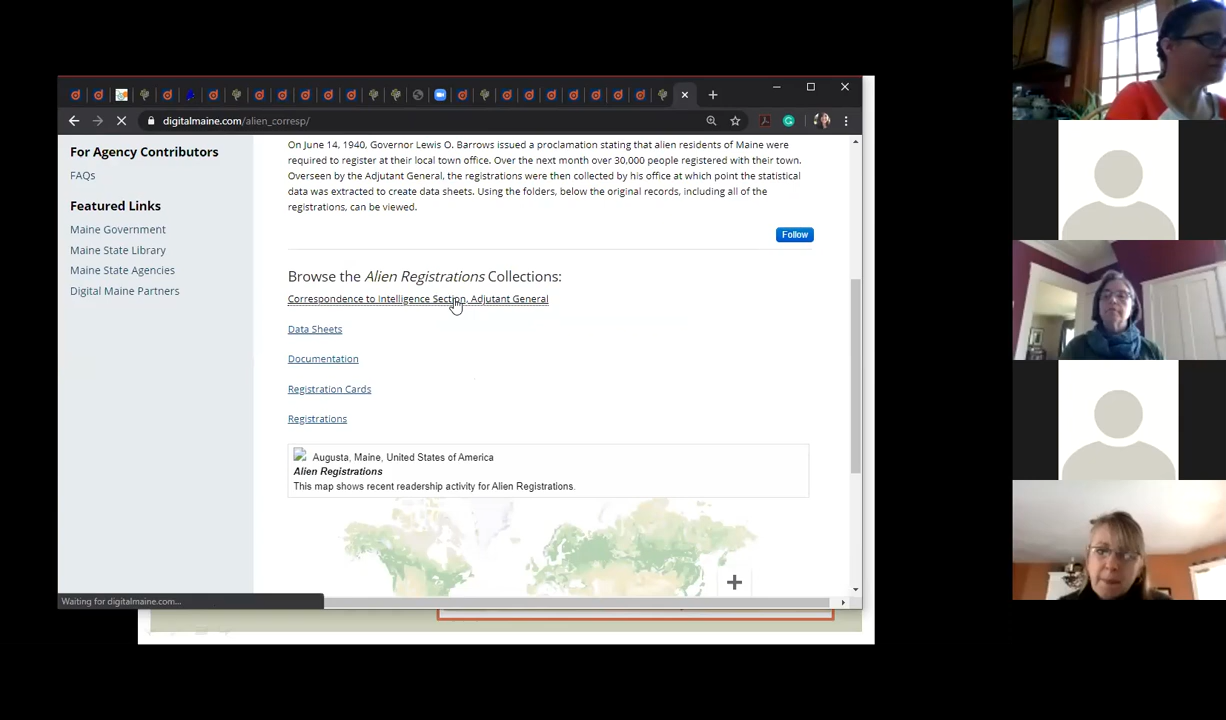 digitalmaine.com/alien_corresp/
For Agency Contributors
FAQs
Featured Links
Maine Government
Maine State Library
Maine State Agencies
Digital Maine Partners
On June 14, 1940, Governor Lewis O. Barrows issued a proclamation stating that alien residents of Maine were
required to register at their local town office. Over the next month over 30,000 people registered with their town.
Overseen by the Adjutant General, the registrations were then collected by his office at which point the statistical
data was extracted to create data sheets. Using the folders, below the original records, including all of the
registrations, can be viewed.
Follow
Browse the Alien Registrations Collections:
Correspondence to Intelligence Section, Adjutant General
Data Sheets
Documentation
Registration Cards
Registrations
Augusta, Maine, United States of America
Alien Registrations
This map shows recent readership activity for Alien Registrations.
Waiting for digitalmaine.com...